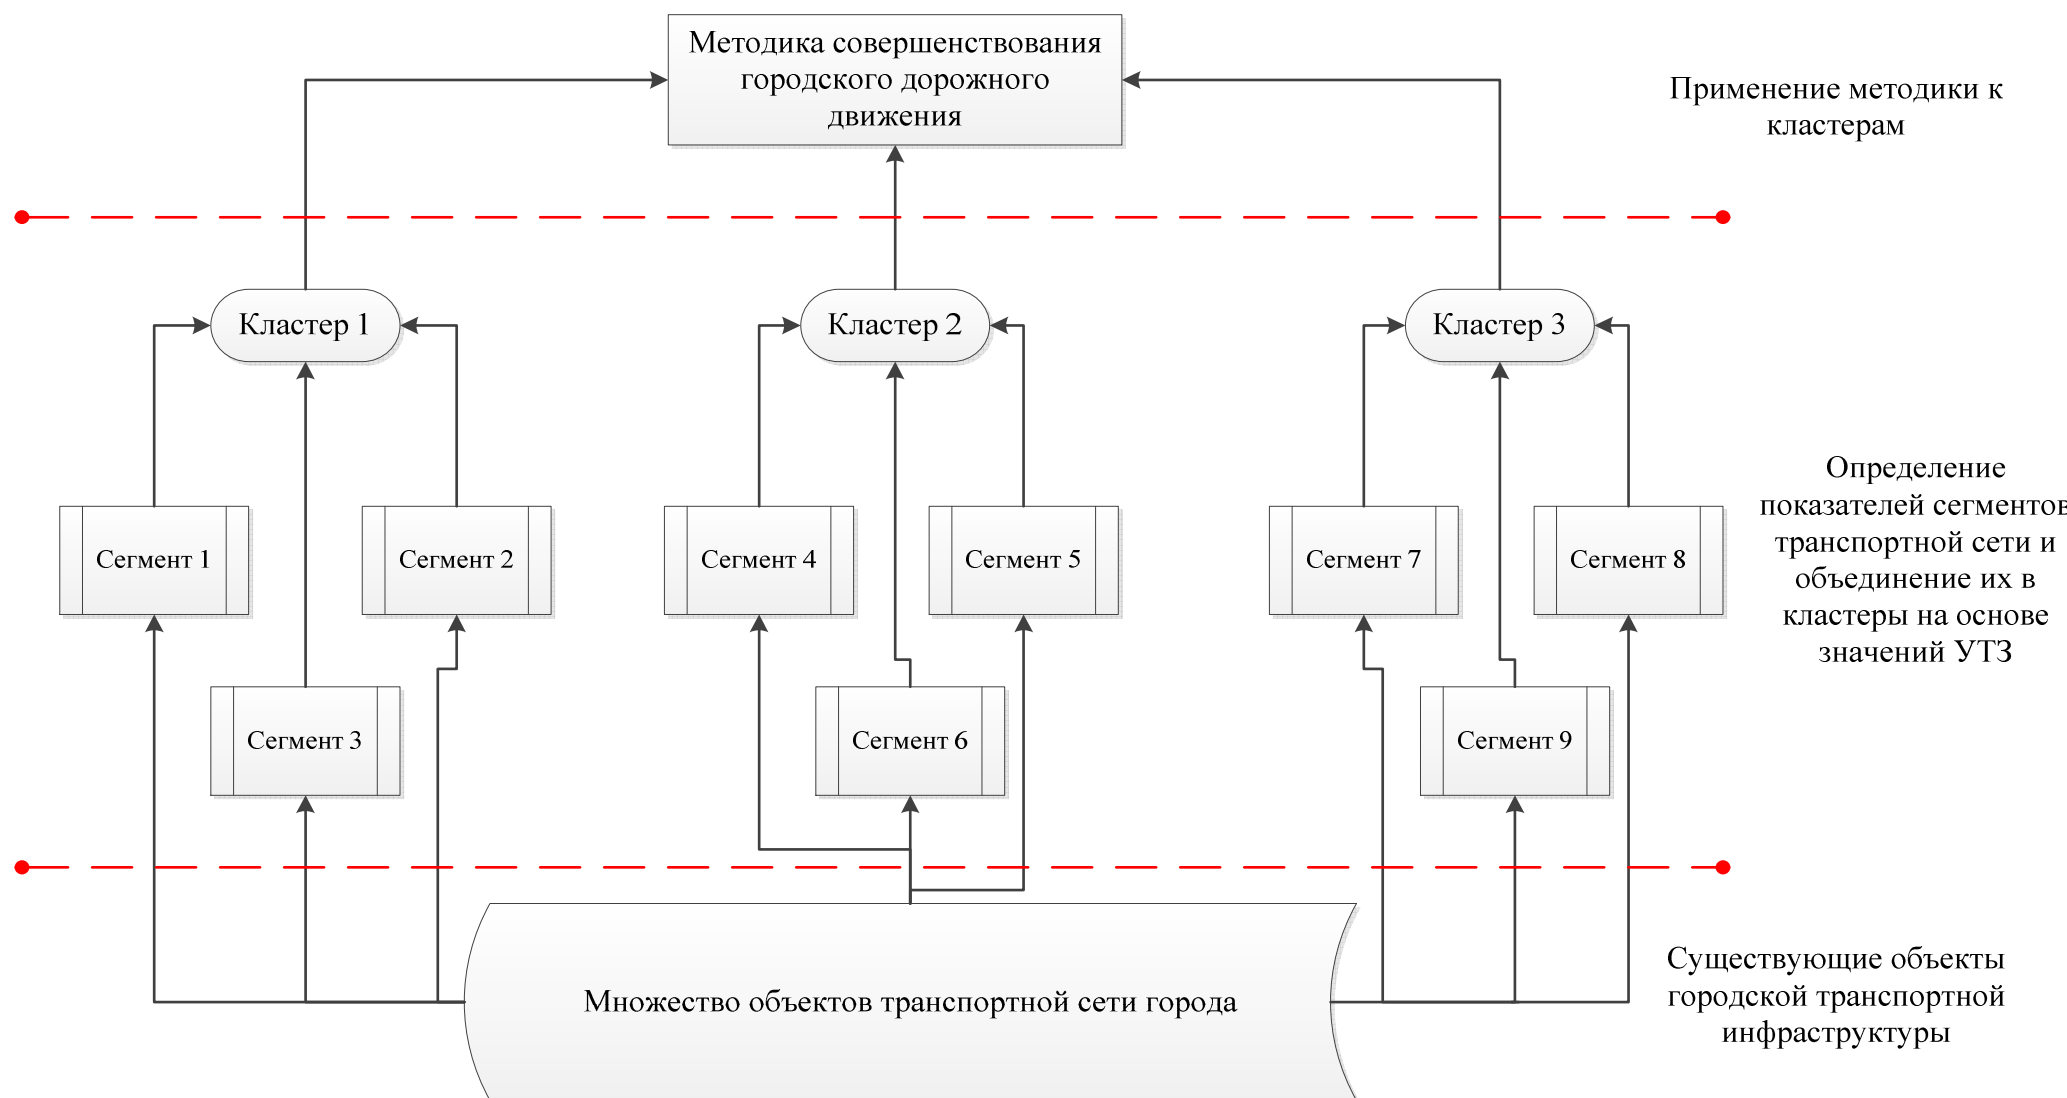 Методика совершенствования
городского дорожного
движения
Применение методики к
кластерам
Кластер 1
Кластер 2
Кластер 3
Определение
показателей сегментов
транспортной сети и
объединение их в
кластеры на основе
значений УТЗ
Сегмент 1
Сегмент 2
Сегмент 4
Сегмент 5
Сегмент 7
Сегмент 8
Сегмент 3
Сегмент 6
Сегмент 9
Множество объектов транспортной сети города
Существующие объекты
городской транспортной
инфраструктуры